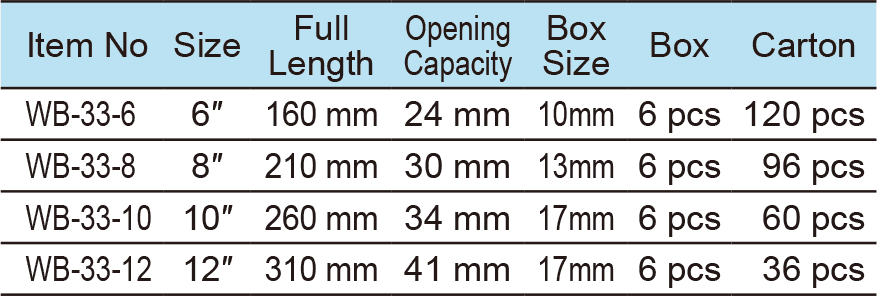 Item No Size Full Length Opening Capacity Box Size Box Carton
WB-33-6 6″ 160 mm 24 mm 10mm 6 pcs 120 pcs
WB-33-8 8″ 210 mm 30 mm 13mm 6 pcs 96 pcs
WB-33-10 10″ 260 mm 34 mm 17mm 6 pcs 60 pcs
WB-33-12 12″ 310 mm 41 mm 17mm 6 pcs 36 pcs